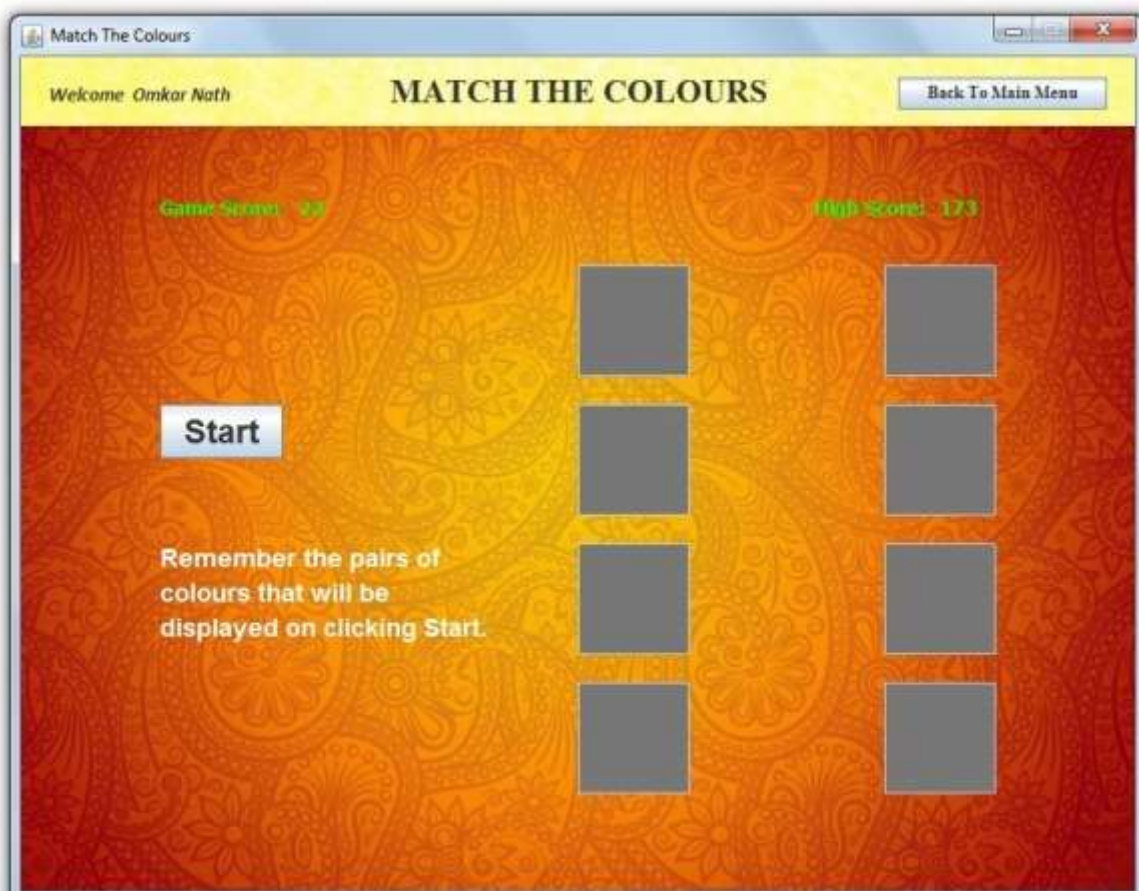 Match The Colours
Welcome Omkar Nath
MATCH THE COLOURS
Back To Main Menu
Game Score:
High Score: 173
Start
Remember the pairs of
colours that will be
displayed on clicking Start.